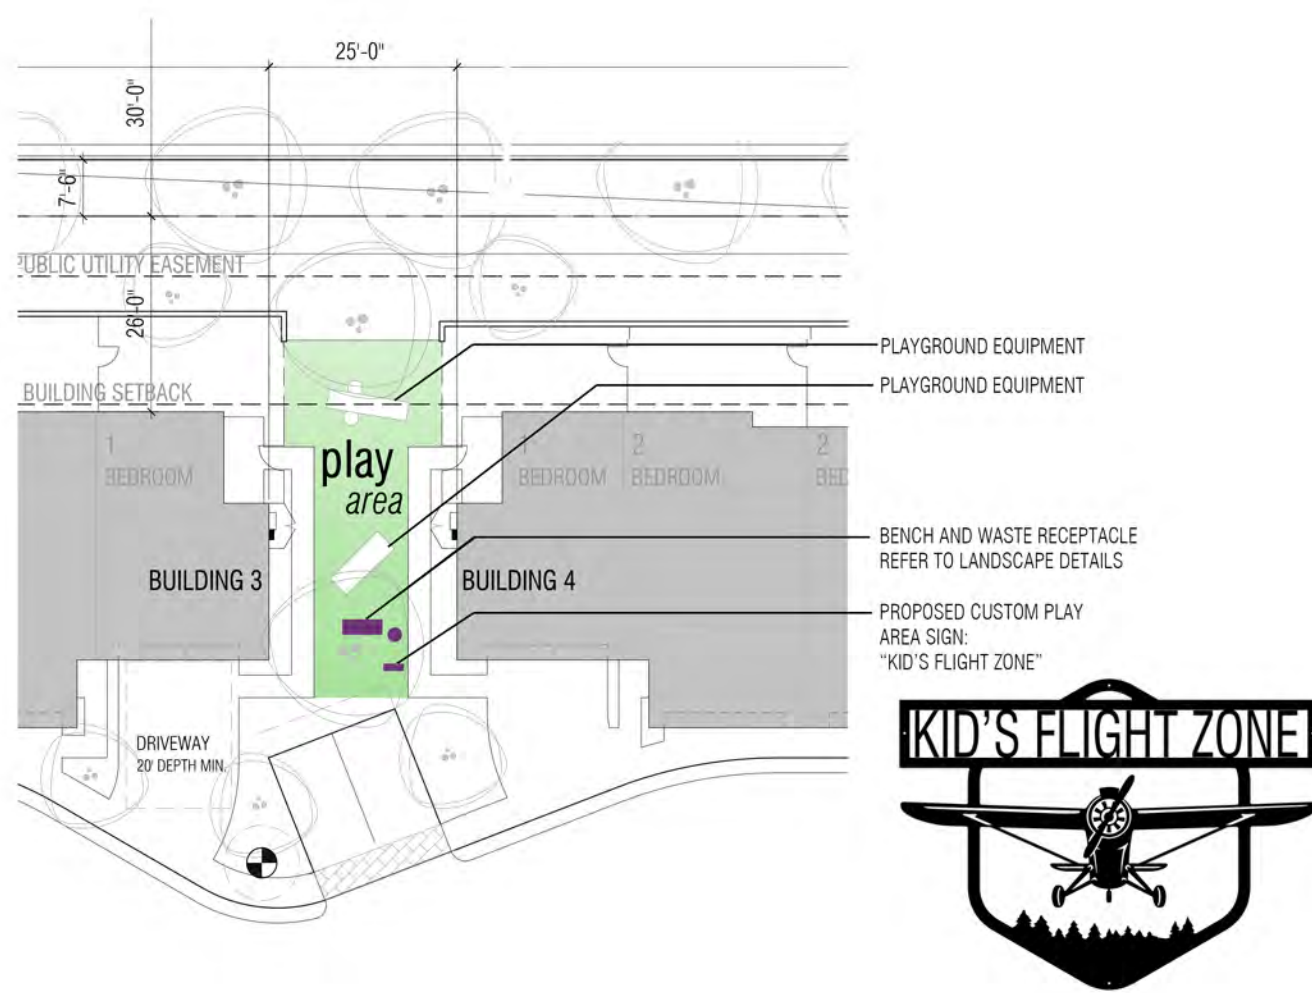 25'-0"
30'-0"
7'-6"
PUBLIC UTILITY EASEMENT
26'-0"
PLAYGROUND EQUIPMENT
PLAYGROUND EQUIPMENT
BUILDING SETBACK
1
BEDROOM
play
area
1
BEDROOM
2
BEDROOM
2
BED
BENCH AND WASTE RECEPTACLE
REFER TO LANDSCAPE DETAILS
BUILDING 3
BUILDING 4
PROPOSED CUSTOM PLAY
AREA SIGN:
"KID'S FLIGHT ZONE"
KID'S FLIGHT ZONE
DRIVEWAY
20' DEPTH MIN.